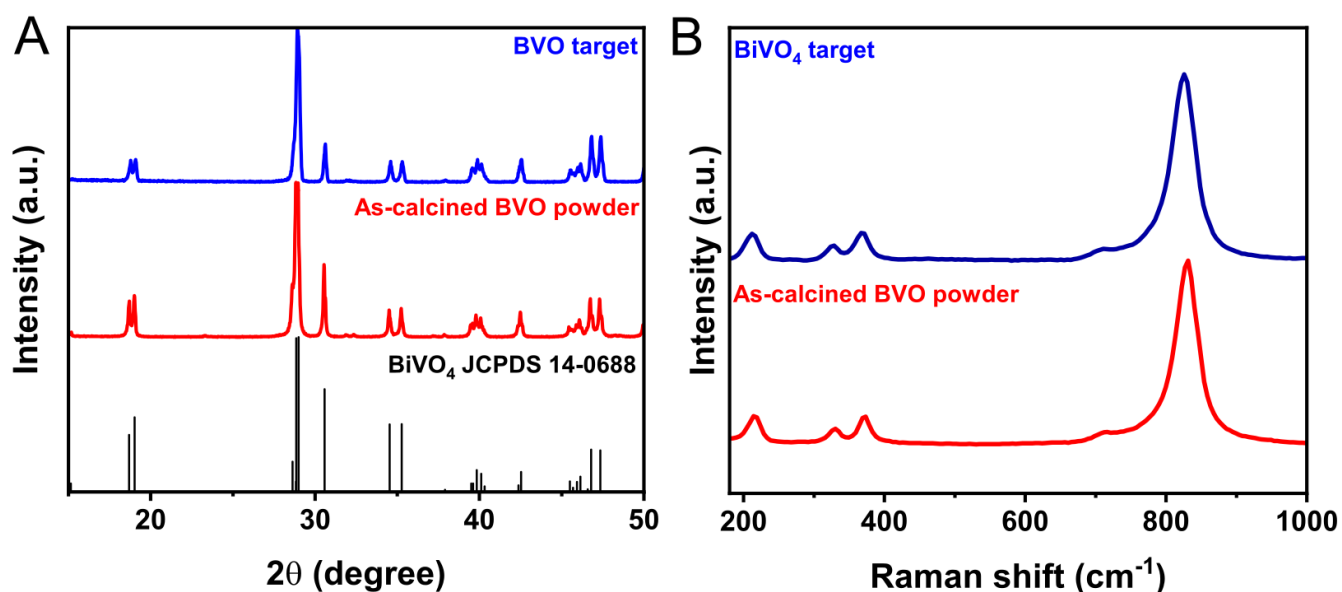 A
BVO target
As-calcined BVO powder
BiVO₄ JCPDS 14-0688
Intensity (a.u.)
20
30
40
50
2θ (degree)
B
BiVO₄ target
As-calcined BVO powder
Intensity (a.u.)
200
400
600
800
1000
Raman shift (cm⁻¹)